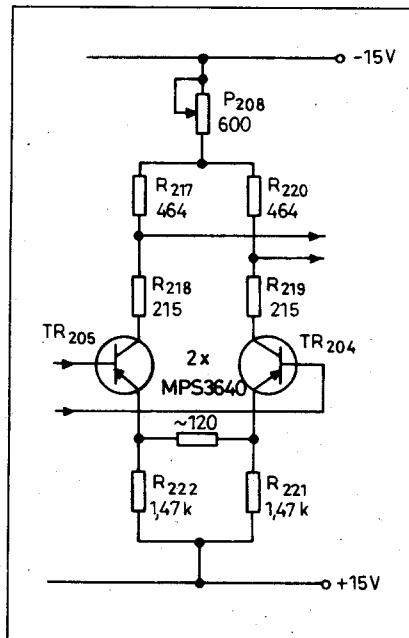 -15V
P208
600
R217
464
R220
464
R218
215
R219
215
TR205
TR204
2x
MPS3640
~120
R222
1,47k
R221
1,47k
+15V